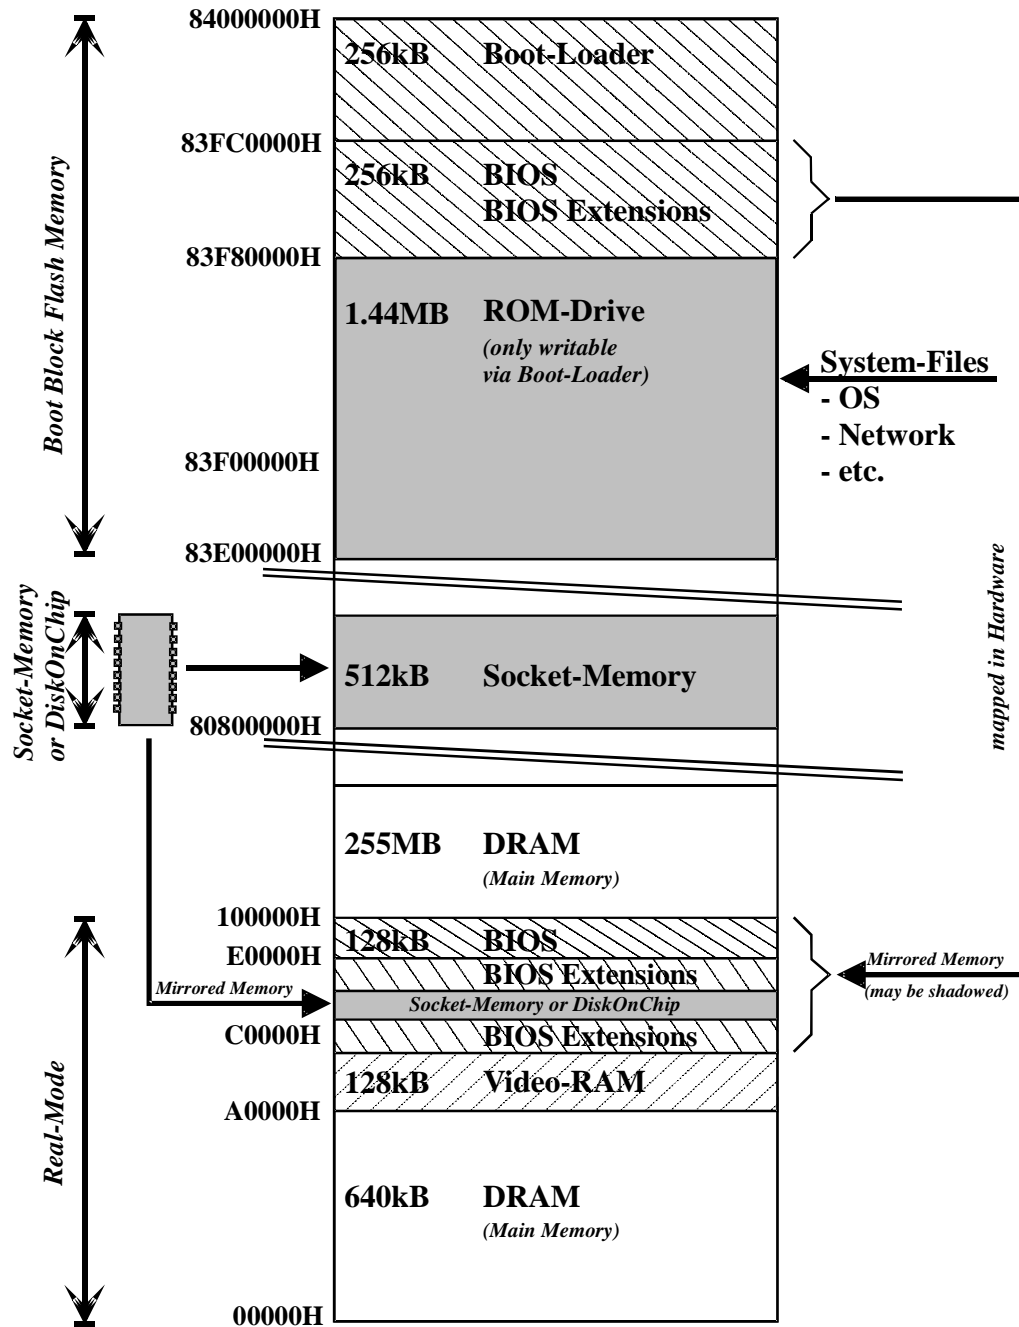 84000000H
256kB Boot-Loader
83FC0000H
256kB BIOS
BIOS Extensions
83F80000H
1.44MB ROM-Drive
(only writable
via Boot-Loader)
System-Files
- OS
- Network
- etc.
83F00000H
83E00000H
Boot Block Flash Memory
Socket-Memory
or DiskOnChip
512kB Socket-Memory
80800000H
mapped in Hardware
255MB DRAM
(Main Memory)
100000H
128kB BIOS
E0000H
BIOS Extensions
Mirrored Memory
(may be shadowed)
Mirrored Memory
Socket-Memory or DiskOnChip
C0000H
BIOS Extensions
128kB Video-RAM
A0000H
Real-Mode
640kB DRAM
(Main Memory)
00000H